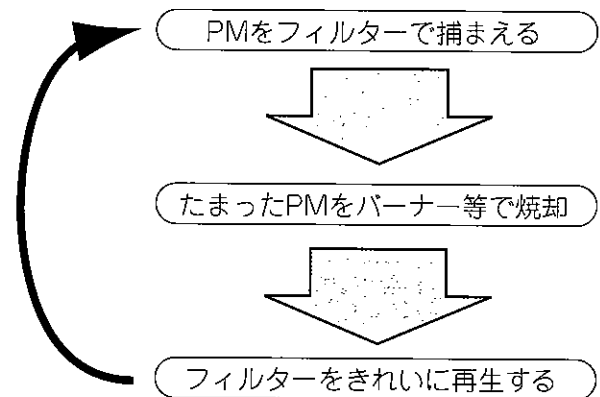 PMをフィルターで捕まえる
たまったPMをバーナー等で焼却
フィルターをきれいに再生する